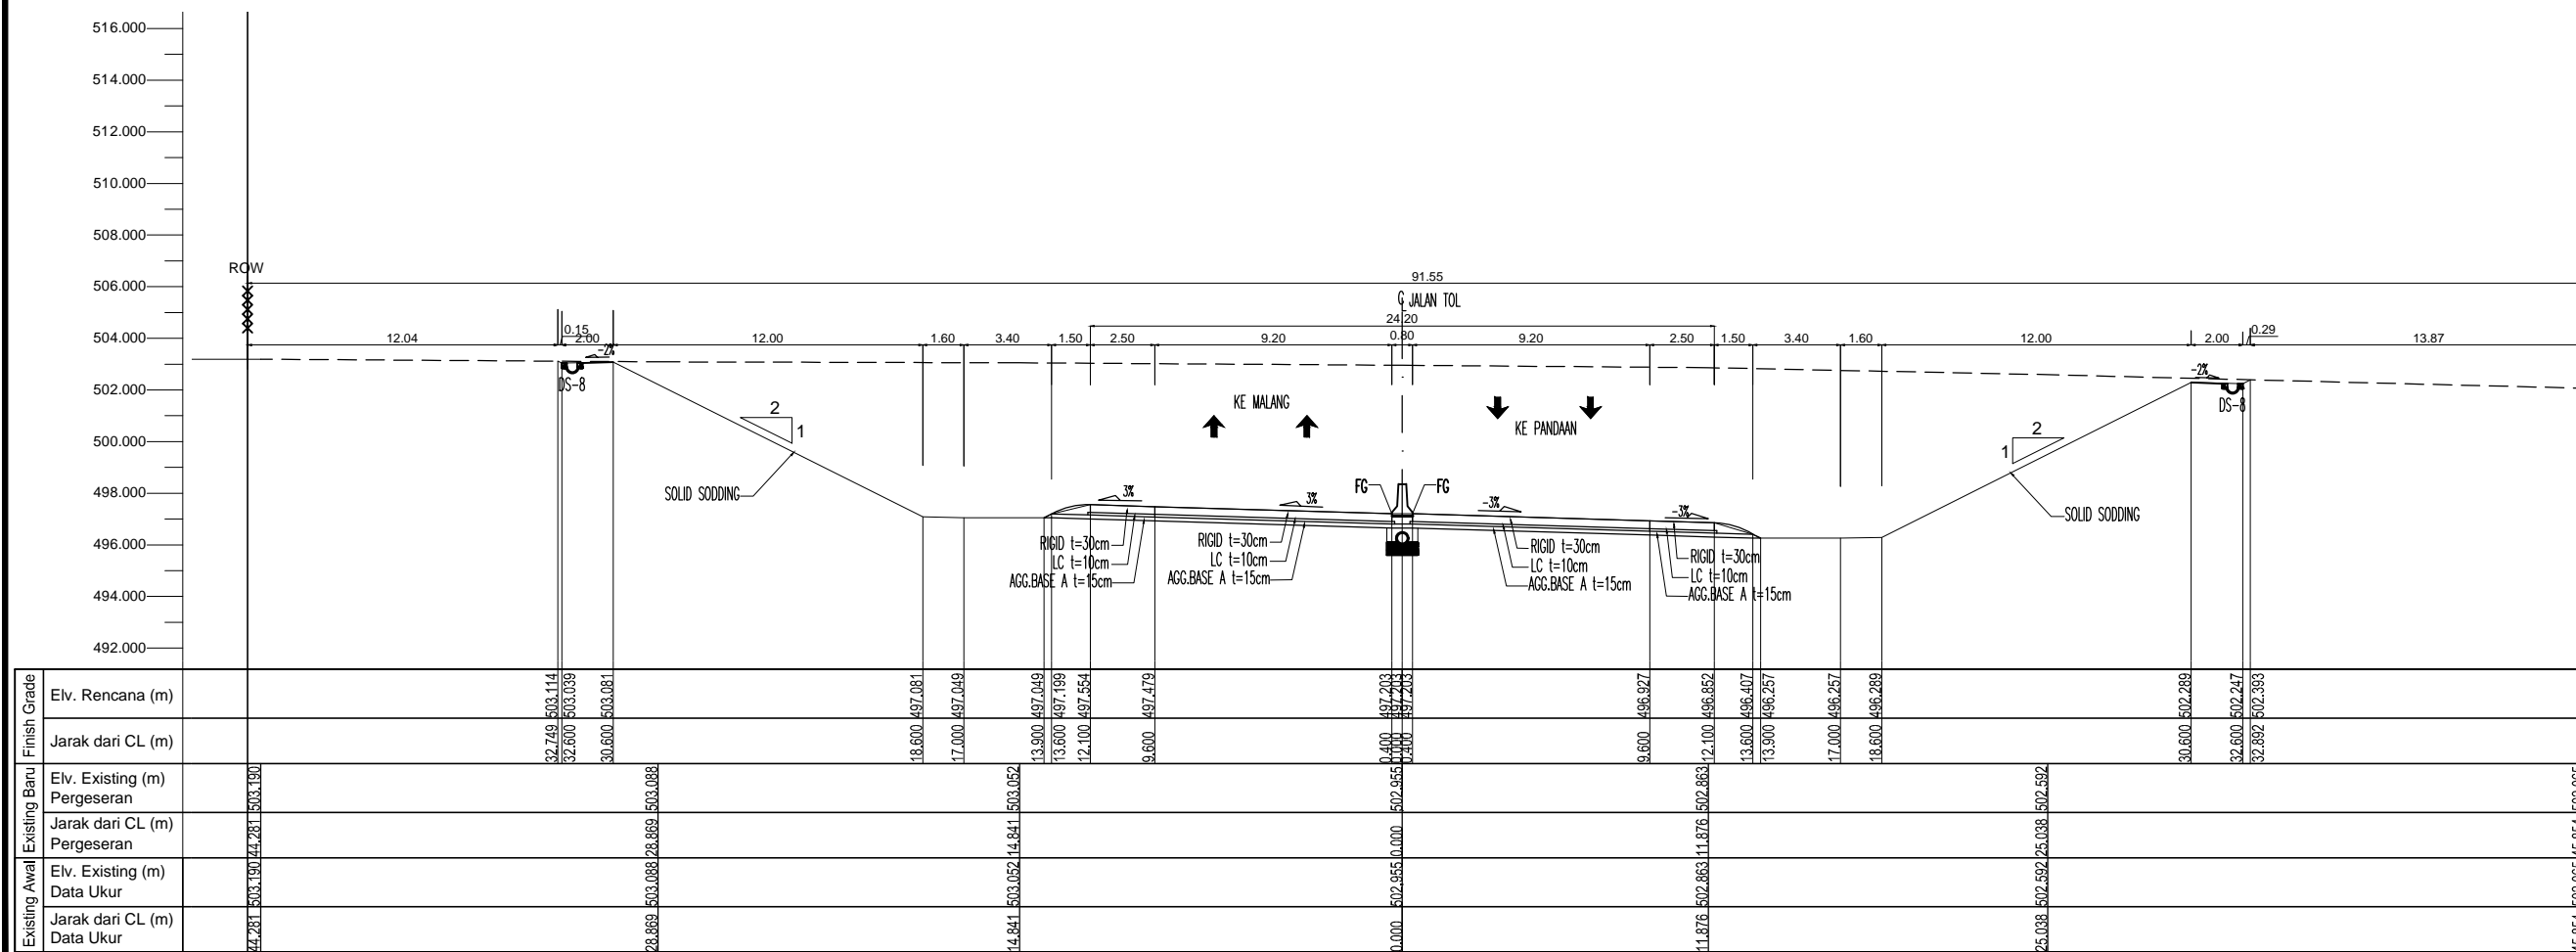 516.000
514.000
512.000
510.000
508.000
506.000
504.000
502.000
500.000
498.000
496.000
494.000
492.000
ROW
91.55
℄ JALAN TOL
24.20
12.04
0.15
2.00
12.00
1.60
3.40
1.50
2.50
9.20
0.80
9.20
2.50
1.50
3.40
1.60
12.00
2.00
0.29
13.87
-2%
DS-8
2
1
SOLID SODDING
KE MALANG
KE PANDAAN
-2%
DS-8
2
1
SOLID SODDING
3%
3%
FG
FG
-3%
-3%
RIGID t=30cm
LC t=10cm
AGG.BASE A t=15cm
RIGID t=30cm
LC t=10cm
AGG.BASE A t=15cm
RIGID t=30cm
LC t=10cm
AGG.BASE A t=15cm
RIGID t=30cm
LC t=10cm
AGG.BASE A t=15cm
Finish Grade
Elv. Rencana (m)
503.114 503.039 503.081 497.081 497.049 497.049 497.199 497.554 497.479 497.203 497.203 497.203 496.927 496.852 496.407 496.257 496.257 496.289 502.289 502.247 502.393
Jarak dari CL (m)
32.749 32.600 30.600 18.600 17.000 13.900 13.600 12.100 9.600 0.400 0.000 0.400 9.600 12.100 13.600 13.900 17.000 18.600 30.600 32.600 32.892
Existing Baru
Elv. Existing (m)
Pergeseran
503.190 503.088 503.052 502.955 502.863 502.592
Jarak dari CL (m)
Pergeseran
44.281 28.869 14.841 0.000 11.876 25.038
Existing Awal
Elv. Existing (m)
Data Ukur
503.190 503.088 503.052 502.955 502.863 502.592
Jarak dari CL (m)
Data Ukur
44.281 28.869 14.841 0.000 11.876 25.038